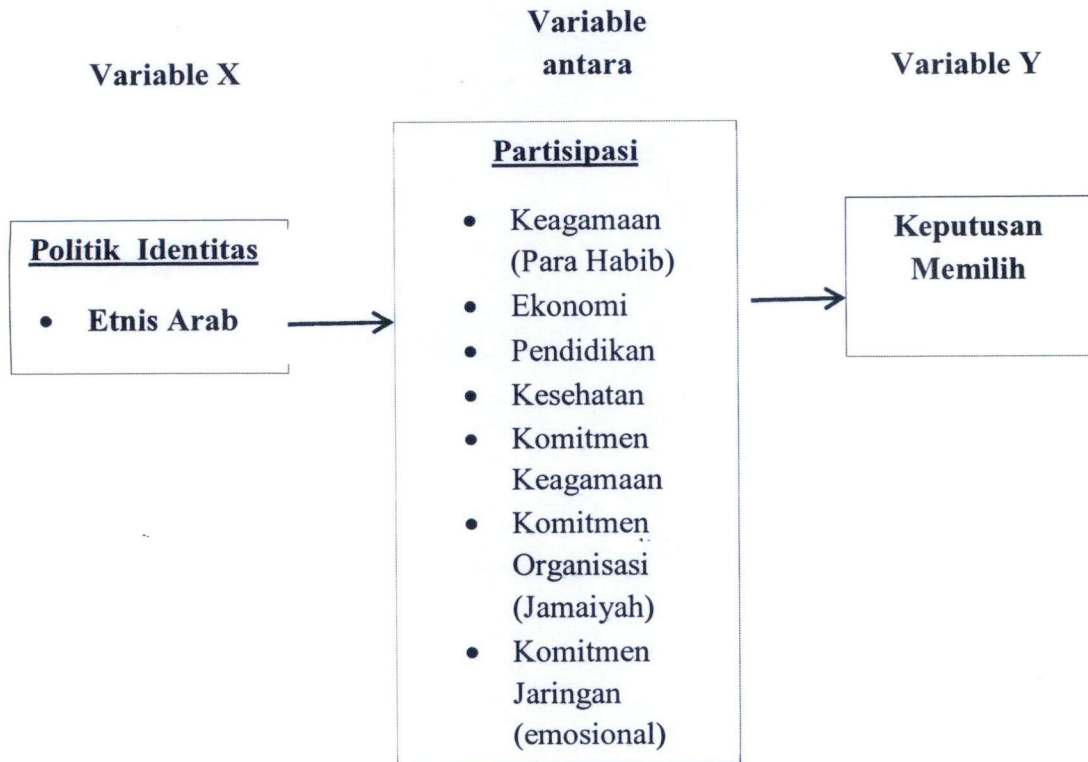 Variable X
Variable
antara
Variable Y
Politik Identitas
• Etnis Arab
Partisipasi
• Keagamaan
(Para Habib)
• Ekonomi
• Pendidikan
• Kesehatan
• Komitmen
Keagamaan
• Komitmen
Organisasi
(Jamaiyah)
• Komitmen
Jaringan
(emosional)
Keputusan
Memilih